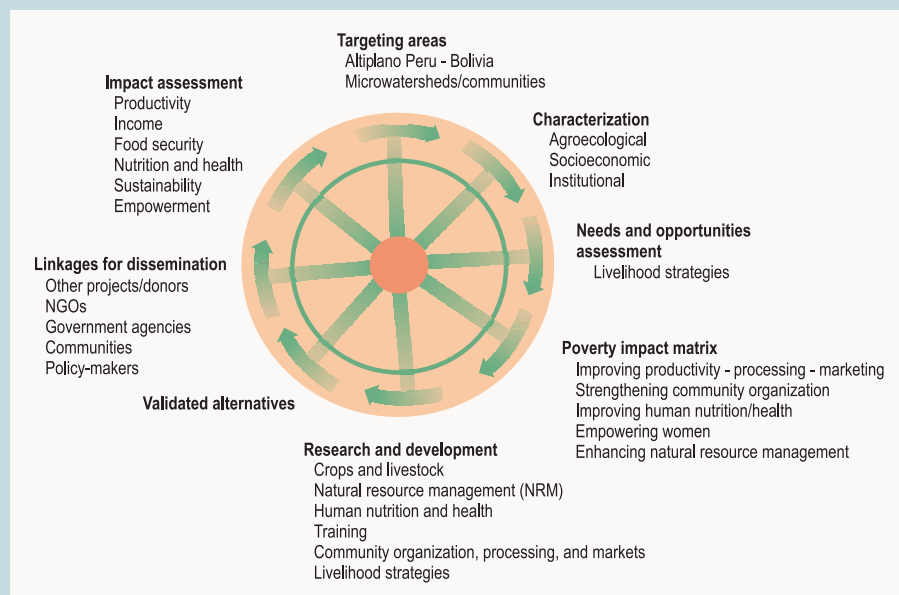 Targeting areas
Altiplano Peru - Bolivia
Microwatersheds/communities
Characterization
Agroecological
Socioeconomic
Institutional
Needs and opportunities
assessment
Livelihood strategies
Poverty impact matrix
Improving productivity - processing - marketing
Strengthening community organization
Improving human nutrition/health
Empowering women
Enhancing natural resource management
Research and development
Crops and livestock
Natural resource management (NRM)
Human nutrition and health
Training
Community organization, processing, and markets
Livelihood strategies
Validated alternatives
Linkages for dissemination
Other projects/donors
NGOs
Government agencies
Communities
Policy-makers
Impact assessment
Productivity
Income
Food security
Nutrition and health
Sustainability
Empowerment